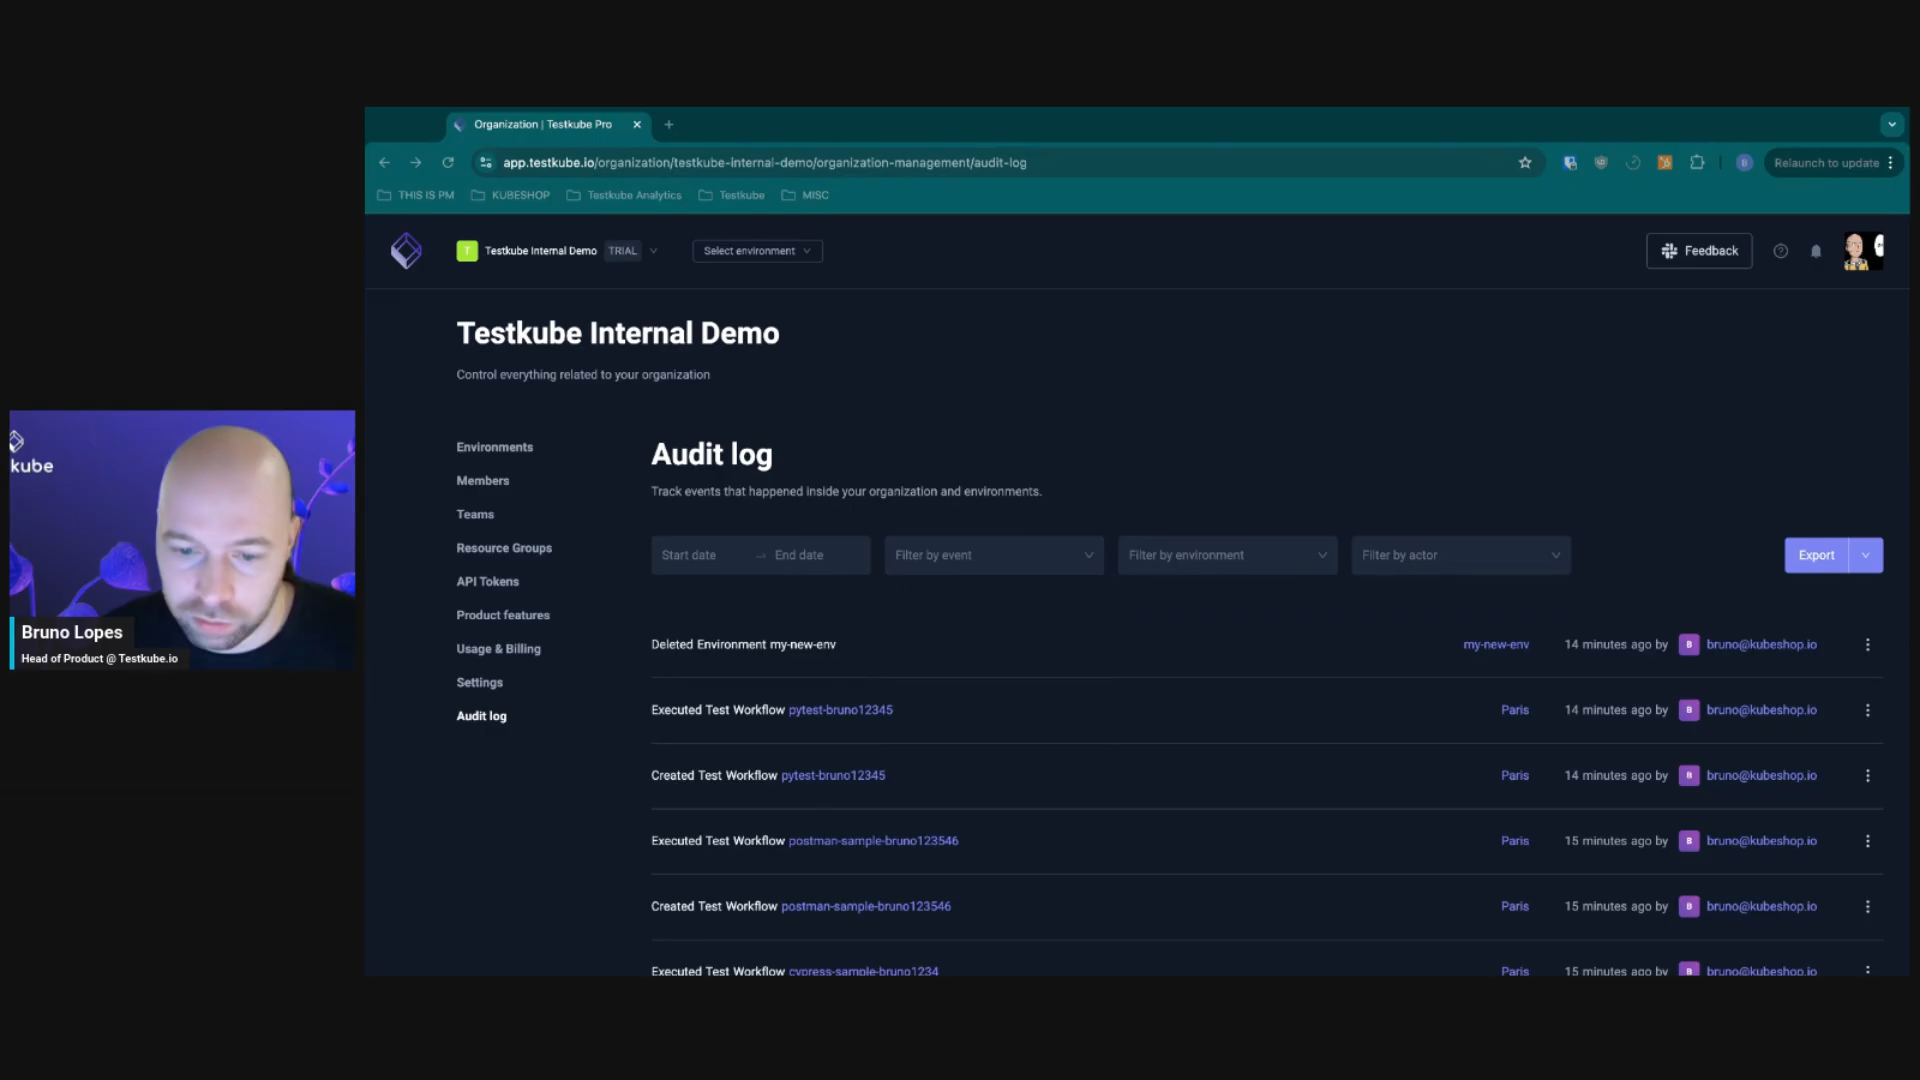 Organization | Testkube Pro
app.testkube.io/organization/testkube-internal-demo/organization-management/audit-log
B
Relaunch to update
THIS IS PM
KUBESHOP
Testkube Analytics
Testkube
MISC
T Testkube Internal Demo TRIAL
Select environment
Feedback
Testkube Internal Demo
Control everything related to your organization
Environments
Members
Teams
Resource Groups
API Tokens
Product features
Usage & Billing
Settings
Audit log
Audit log
Track events that happened inside your organization and environments.
Start date → End date
Filter by event
Filter by environment
Filter by actor
Export
Deleted Environment my-new-env my-new-env 14 minutes ago by B bruno@kubeshop.io
Executed Test Workflow pytest-bruno12345 Paris 14 minutes ago by B bruno@kubeshop.io
Created Test Workflow pytest-bruno12345 Paris 14 minutes ago by B bruno@kubeshop.io
Executed Test Workflow postman-sample-bruno123546 Paris 15 minutes ago by B bruno@kubeshop.io
Created Test Workflow postman-sample-bruno123546 Paris 15 minutes ago by B bruno@kubeshop.io
Executed Test Workflow cypress-sample-bruno1234 Paris 15 minutes ago by B bruno@kubeshop.io
kube
Bruno Lopes
Head of Product @ Testkube.io